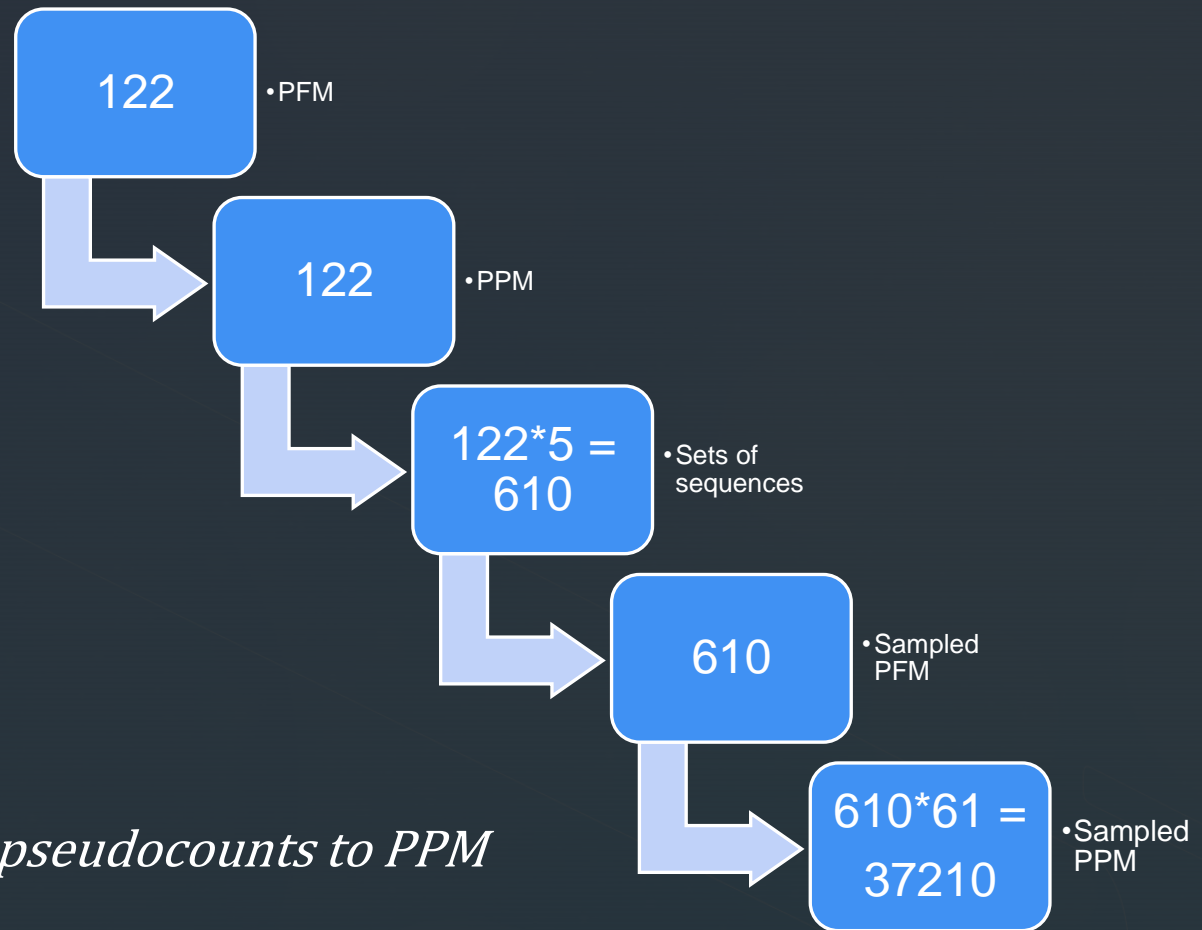 122
•PFM
122
•PPM
122*5 =
610
•Sets of
sequences
610
•Sampled
PFM
610*61 =
37210
•Sampled
PPM
pseudocounts to PPM